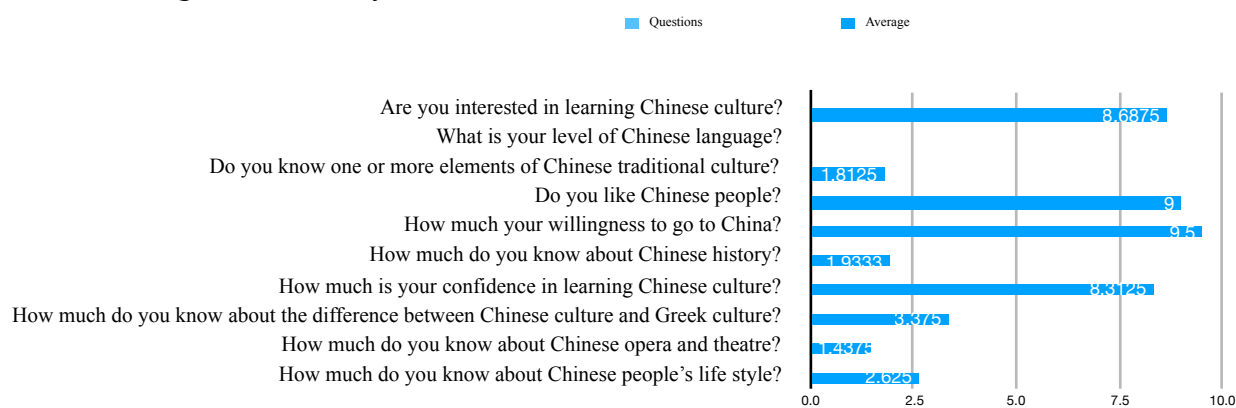 Questions Average
Are you interested in learning Chinese culture? 8.6875
What is your level of Chinese language?
Do you know one or more elements of Chinese traditional culture? 1.8125
Do you like Chinese people? 9
How much your willingness to go to China? 9.5
How much do you know about Chinese history? 1.9333
How much is your confidence in learning Chinese culture? 8.3125
How much do you know about the difference between Chinese culture and Greek culture? 3.375
How much do you know about Chinese opera and theatre? 1.4375
How much do you know about Chinese people’s life style? 2.625
0.0 2.5 5.0 7.5 10.0